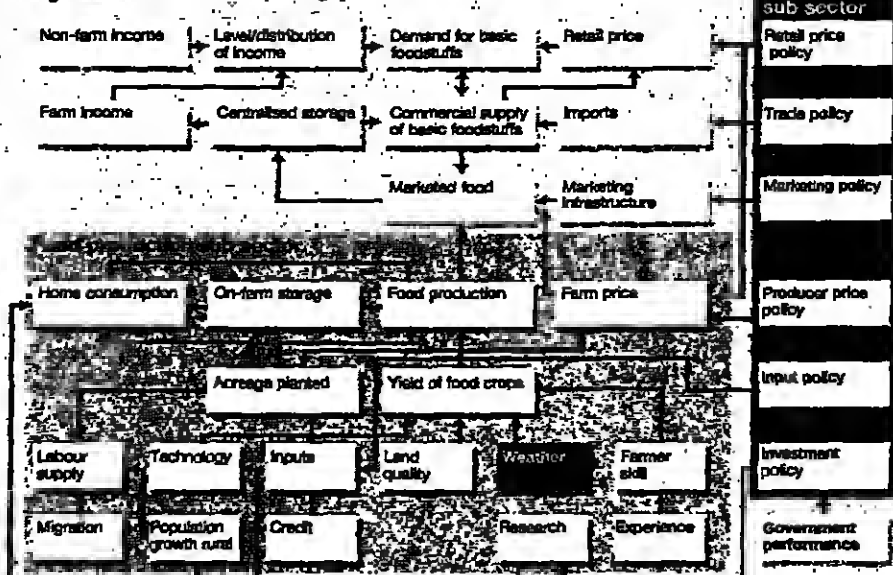 sub sector
Non-farm income
Level/distribution
of income
Demand for basic
foodstuffs
Retail price
Retail price
policy
Farm income
Centralised storage
Commercial supply
of basic foodstuffs
Imports
Trade policy
Marketed food
Marketing
infrastructure
Marketing policy
Home consumption
On-farm storage
Food production
Farm price
Producer price
policy
Acreage planted
Yield of food crops
Input policy
Labour
supply
Technology
Inputs
Land
quality
Weather
Farmer
skill
Investment
policy
Migration
Population
growth rural
Credit
Research
Experience
Government
performance